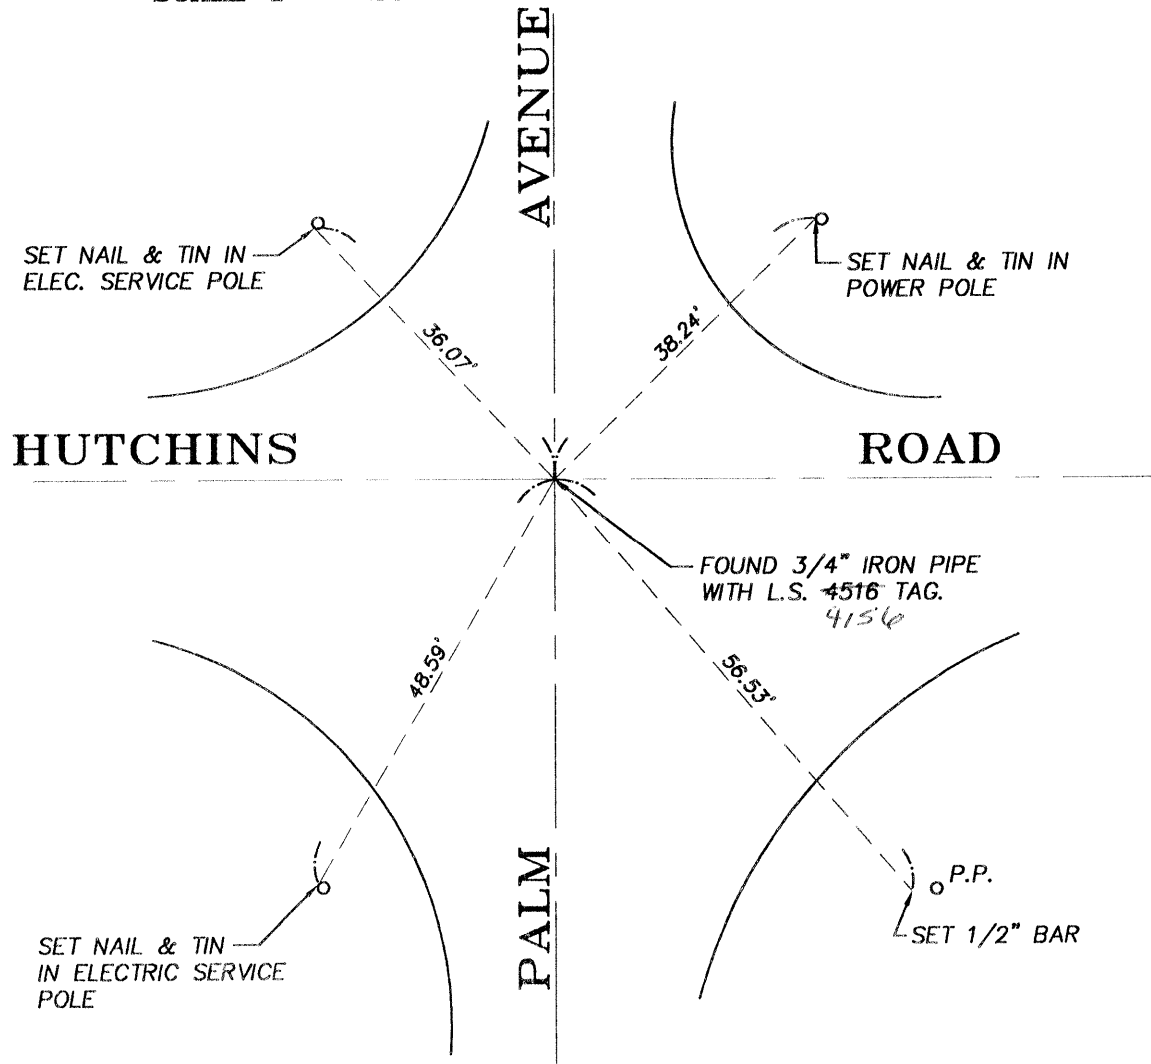 AVENUE
SET NAIL & TIN IN
ELEC. SERVICE POLE
SET NAIL & TIN IN
POWER POLE
36.07'
38.24'
HUTCHINS
ROAD
FOUND 3/4" IRON PIPE
WITH L.S. 4516 TAG.
4156
48.59'
56.53'
PALM
P.P.
SET NAIL & TIN
IN ELECTRIC SERVICE
POLE
SET 1/2" BAR